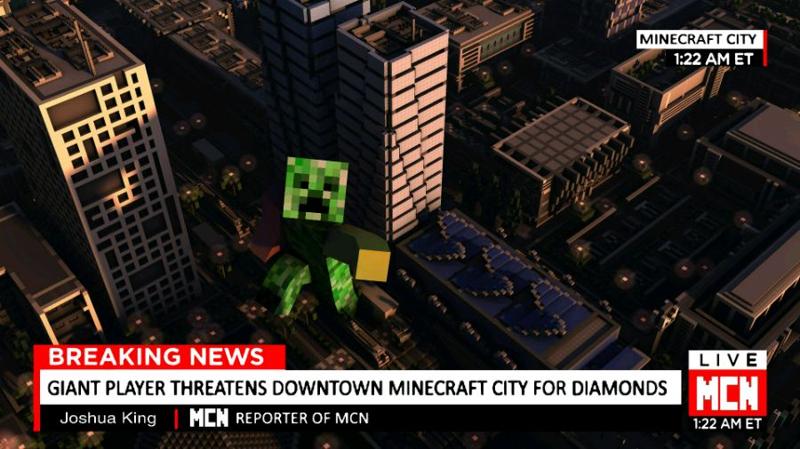 MINECRAFT CITY
1:22 AM ET
BREAKING NEWS
GIANT PLAYER THREATENS DOWNTOWN MINECRAFT CITY FOR DIAMONDS
Joshua King | MCN REPORTER OF MCN
LIVE
MCN
1:22 AM ET